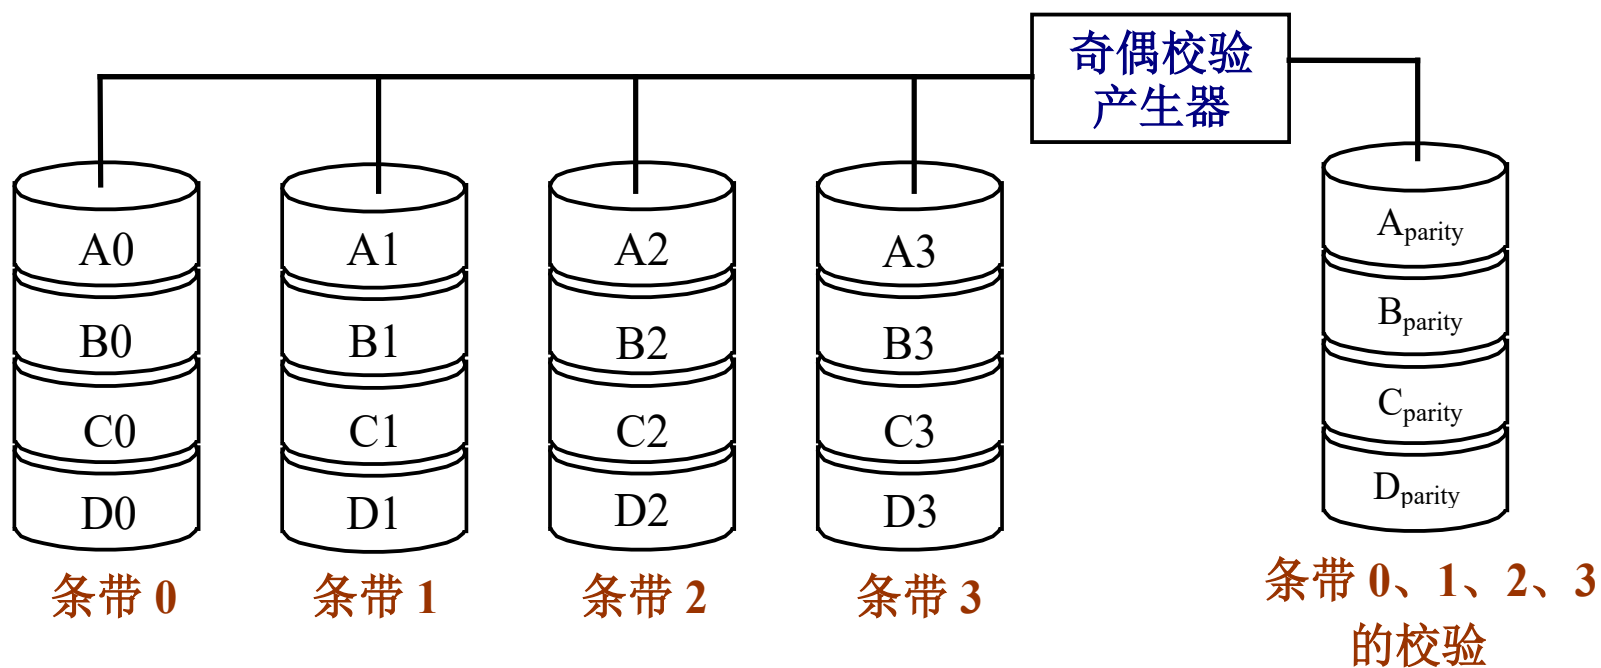 奇偶校验
产生器
A0
A1
A2
A3
Aparity
B0
B1
B2
B3
Bparity
C0
C1
C2
C3
Cparity
D0
D1
D2
D3
Dparity
条带 0
条带 1
条带 2
条带 3
条带 0、1、2、3
的校验